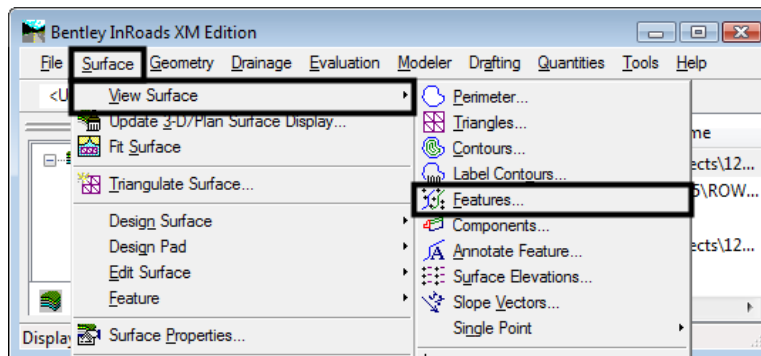 Bentley InRoads XM Edition
File Surface Geometry Drainage Evaluation Modeler Drafting Quantities Tools Help
<U
View Surface
Update 3-D/Plan Surface Display...
Fit Surface
Triangulate Surface...
Design Surface
Design Pad
Edit Surface
Feature
Surface Properties...
Perimeter...
Triangles...
Contours...
Label Contours...
Features...
Components...
Annotate Feature...
Surface Elevations...
Slope Vectors...
Single Point
me
ects\12...
5\ROW...
ects\12...
Display